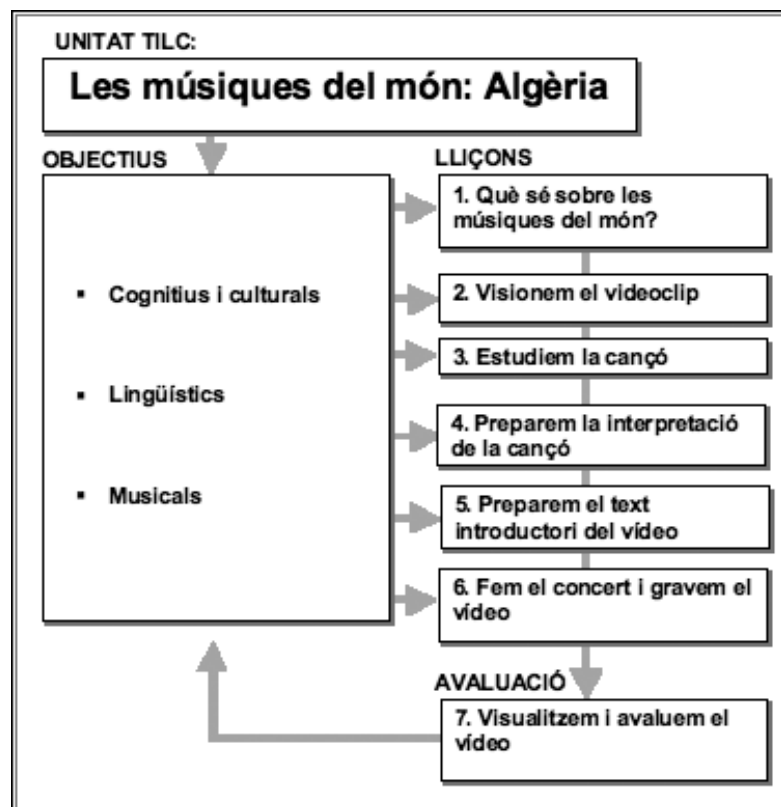 UNITAT TILC:
Les músiques del món: Algèria
OBJECTIUS
▪ Cognitius i culturals
▪ Lingüístics
▪ Musicals
LLIÇONS
1. Què sé sobre les
músiques del món?
2. Visionem el videoclip
3. Estudiem la cançó
4. Preparem la interpretació
de la cançó
5. Preparem el text
introductori del vídeo
6. Fem el concert i gravem el
vídeo
AVALUACIÓ
7. Visualitzem i avaluem el
vídeo